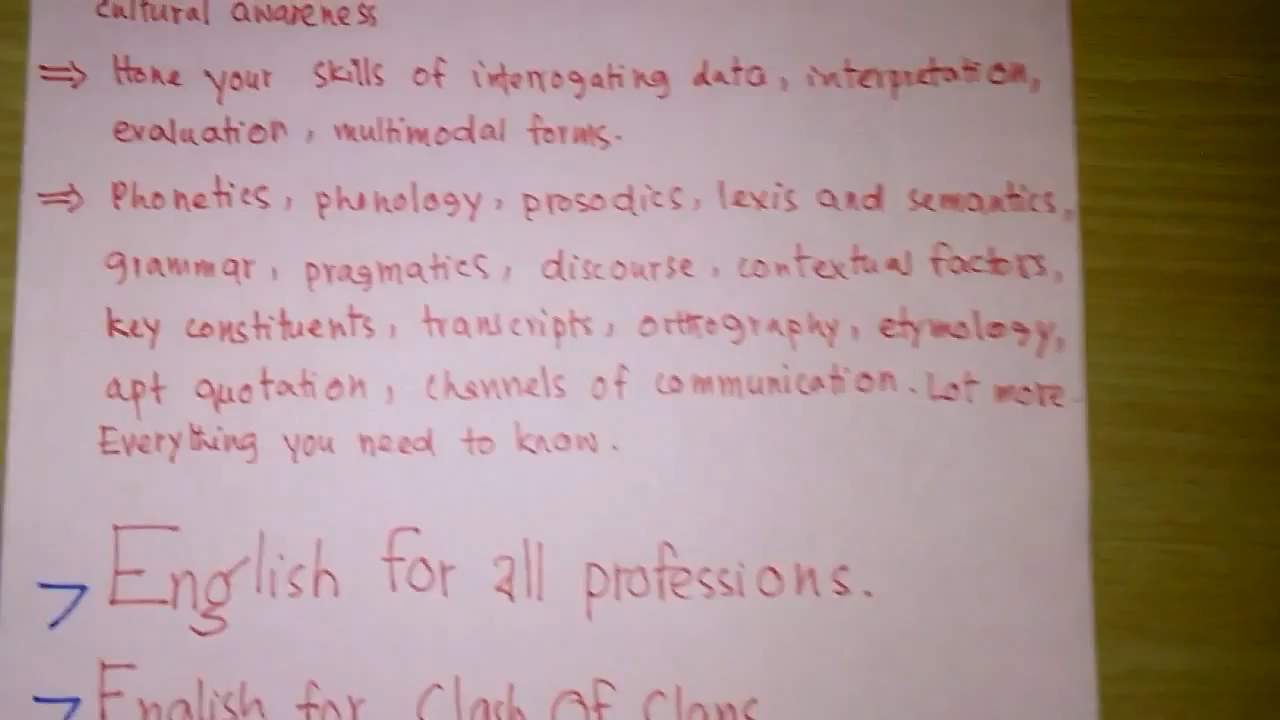 cultural awareness
⇒ Hone your skills of interrogating data, interpretation,
evaluation, multimodal forms.
⇒ Phonetics, phonology, prosodics, lexis and semantics,
grammar, pragmatics, discourse, contextual factors,
key constituents, transcripts, orthography, etymology,
apt quotation, channels of communication. Lot more.
Everything you need to know.
> English for all professions.
> English for Clash Of Clans